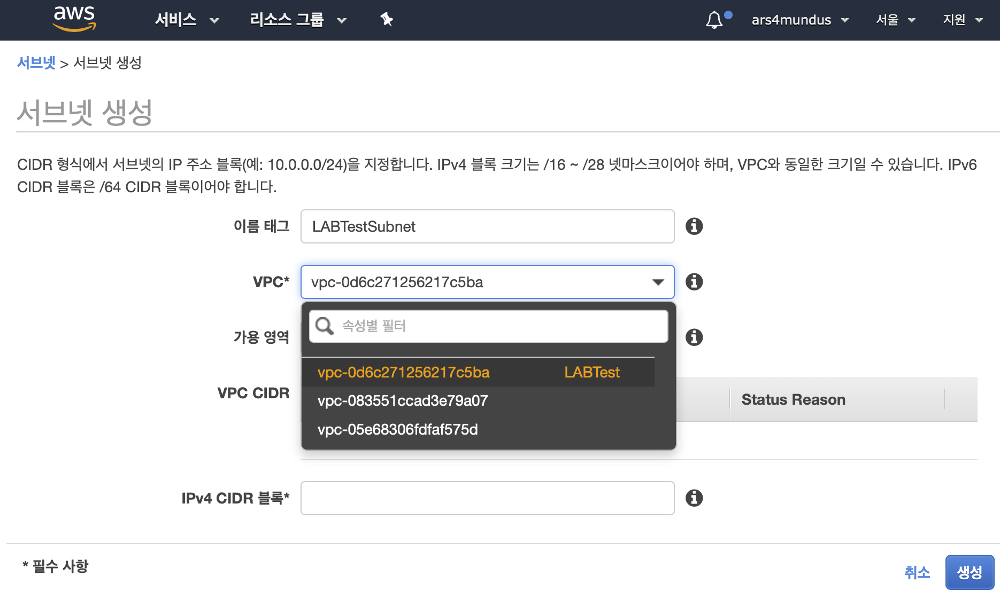 aws 서비스 리소스 그룹 ars4mundus 서울 지원
서브넷 > 서브넷 생성
서브넷 생성
CIDR 형식에서 서브넷의 IP 주소 블록(예: 10.0.0.0/24)을 지정합니다. IPv4 블록 크기는 /16 ~ /28 넷마스크이어야 하며, VPC와 동일한 크기일 수 있습니다. IPv6
CIDR 블록은 /64 CIDR 블록이어야 합니다.
이름 태그 LABTestSubnet
VPC* vpc-0d6c271256217c5ba
속성별 필터
가용 영역
vpc-0d6c271256217c5ba LABTest
VPC CIDR
vpc-083551ccad3e79a07
Status Reason
vpc-05e68306fdfaf575d
IPv4 CIDR 블록*
* 필수 사항
취소 생성